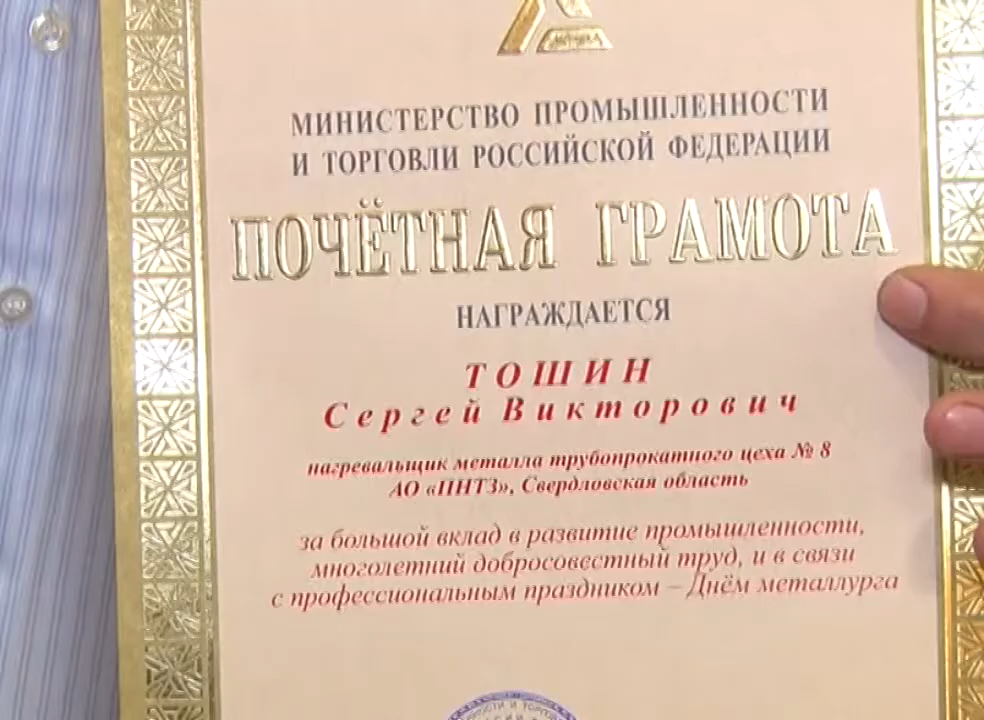 МИНИСТЕРСТВО ПРОМЫШЛЕННОСТИ
И ТОРГОВЛИ РОССИЙСКОЙ ФЕДЕРАЦИИ
ПОЧЁТНАЯ ГРАМОТА
НАГРАЖДАЕТСЯ
ТОШИН
Сергей Викторович
нагревальщик металла трубопрокатного цеха № 8
АО «ПНТЗ», Свердловская область
за большой вклад в развитие промышленности,
многолетний добросовестный труд, и в связи
с профессиональным праздником – Днём металлурга